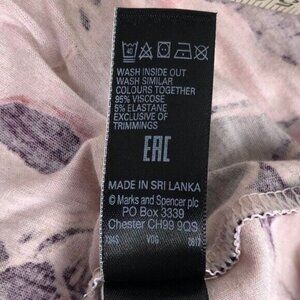 WASH INSIDE OUT
WASH SIMILAR
COLOURS TOGETHER
95% VISCOSE
5% ELASTANE
EXCLUSIVE OF
TRIMMINGS
EAC
MADE IN SRI LANKA
© Marks and Spencer plc
PO Box 3339
Chester CH99 9QS